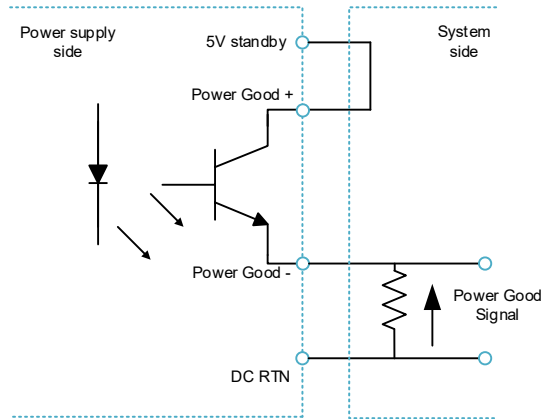 Power supply
side
5V standby
System
side
Power Good +
Power Good -
Power Good
Signal
DC RTN